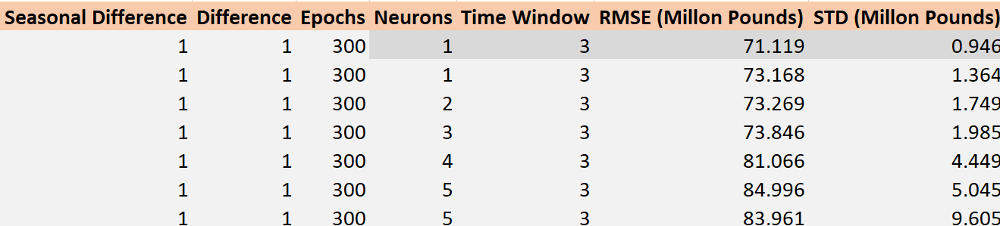 Seasonal Difference Difference Epochs Neurons Time Window RMSE (Millon Pounds) STD (Millon Pounds)
1 1 300 1 3 71.119 0.946
1 1 300 1 3 73.168 1.364
1 1 300 2 3 73.269 1.749
1 1 300 3 3 73.846 1.985
1 1 300 4 3 81.066 4.449
1 1 300 5 3 84.996 5.045
1 1 300 5 3 83.961 9.605